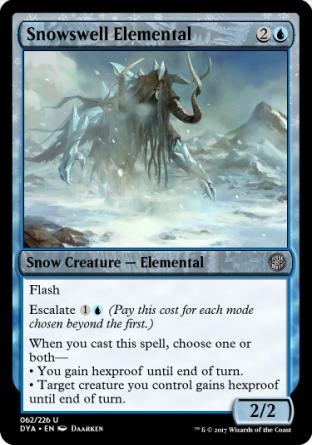 Snowswell Elemental 2
Snow Creature — Elemental
Flash
Escalate 1 (Pay this cost for each mode
chosen beyond the first.)
When you cast this spell, choose one or
both—
• You gain hexproof until end of turn.
• Target creature you control gains hexproof
until end of turn.
2/2
062/226 U
DYA • EN Daarken
™ & © 2017 Wizards of the Coast